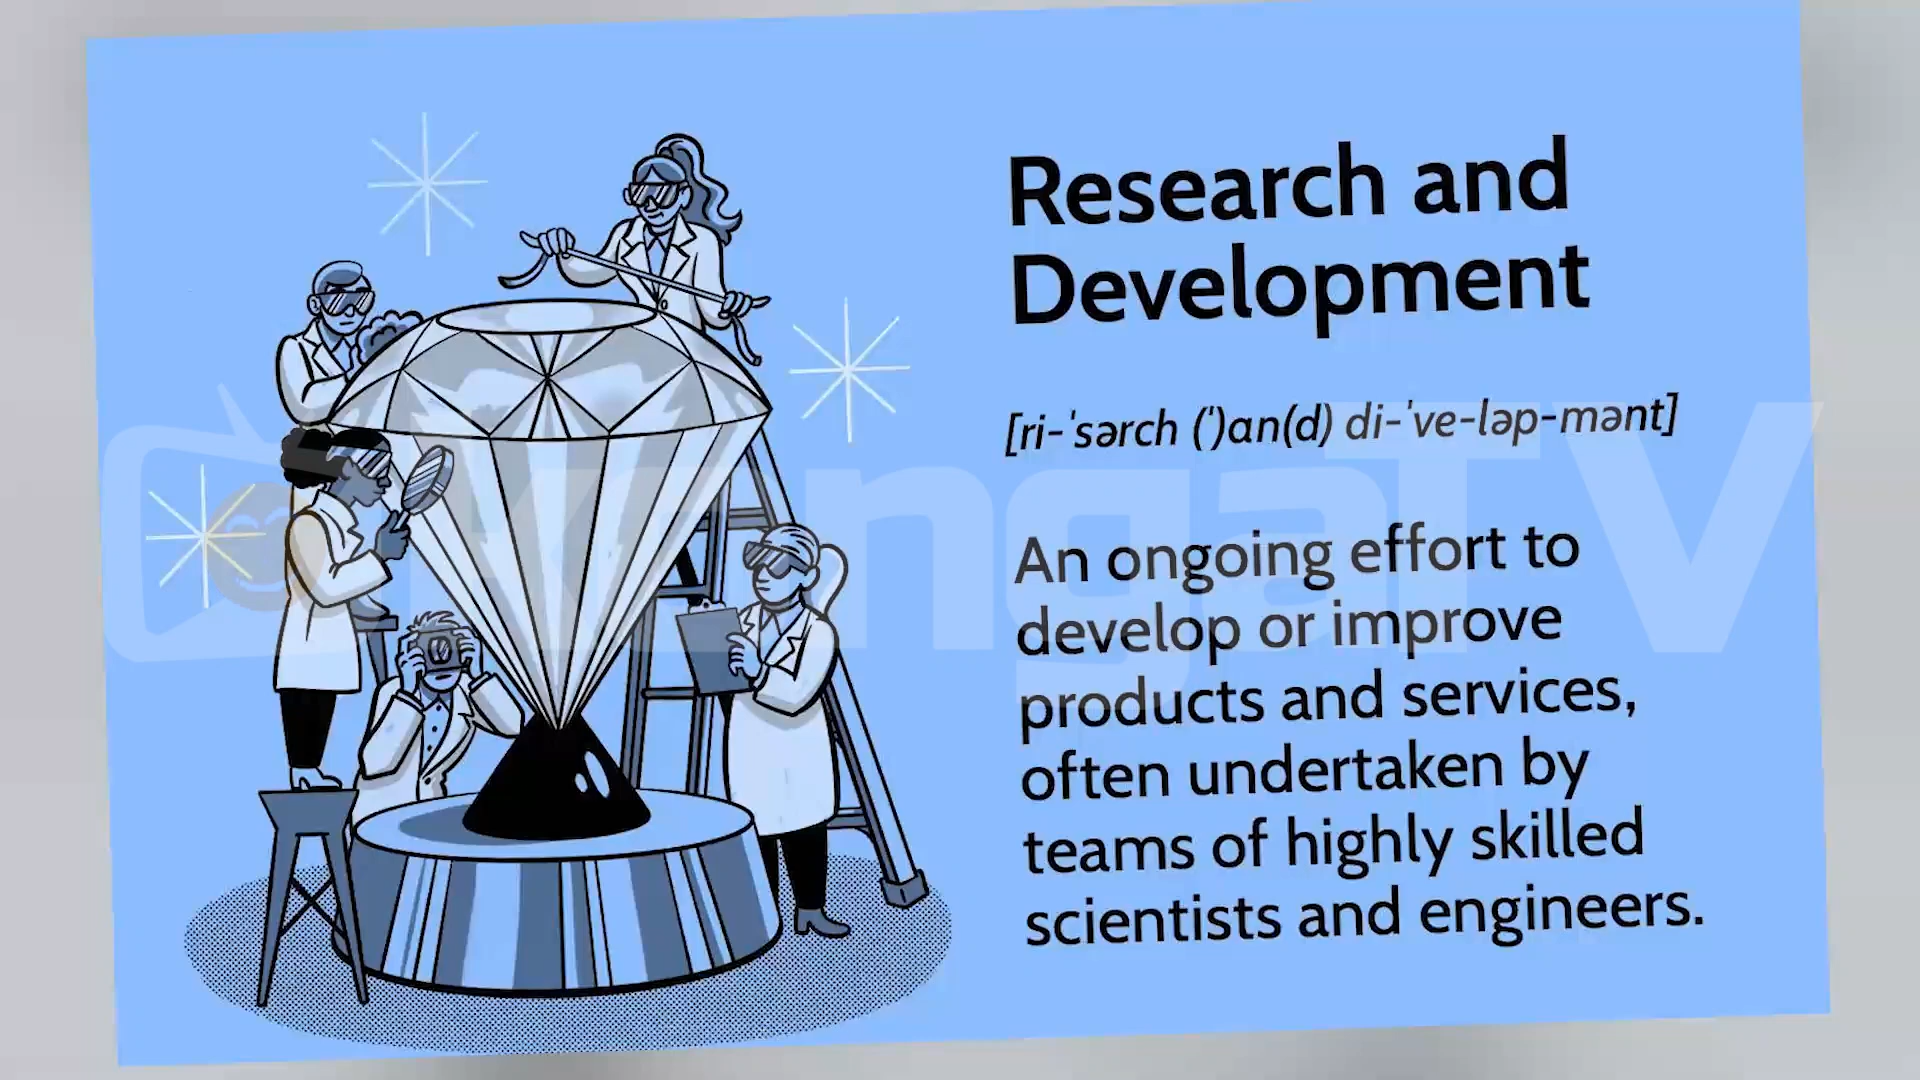 Research and
Development
[ri-ˈsərch (ˈ)an(d) di-ˈve-ləp-mənt]
An ongoing effort to
develop or improve
products and services,
often undertaken by
teams of highly skilled
scientists and engineers.
kengaTV